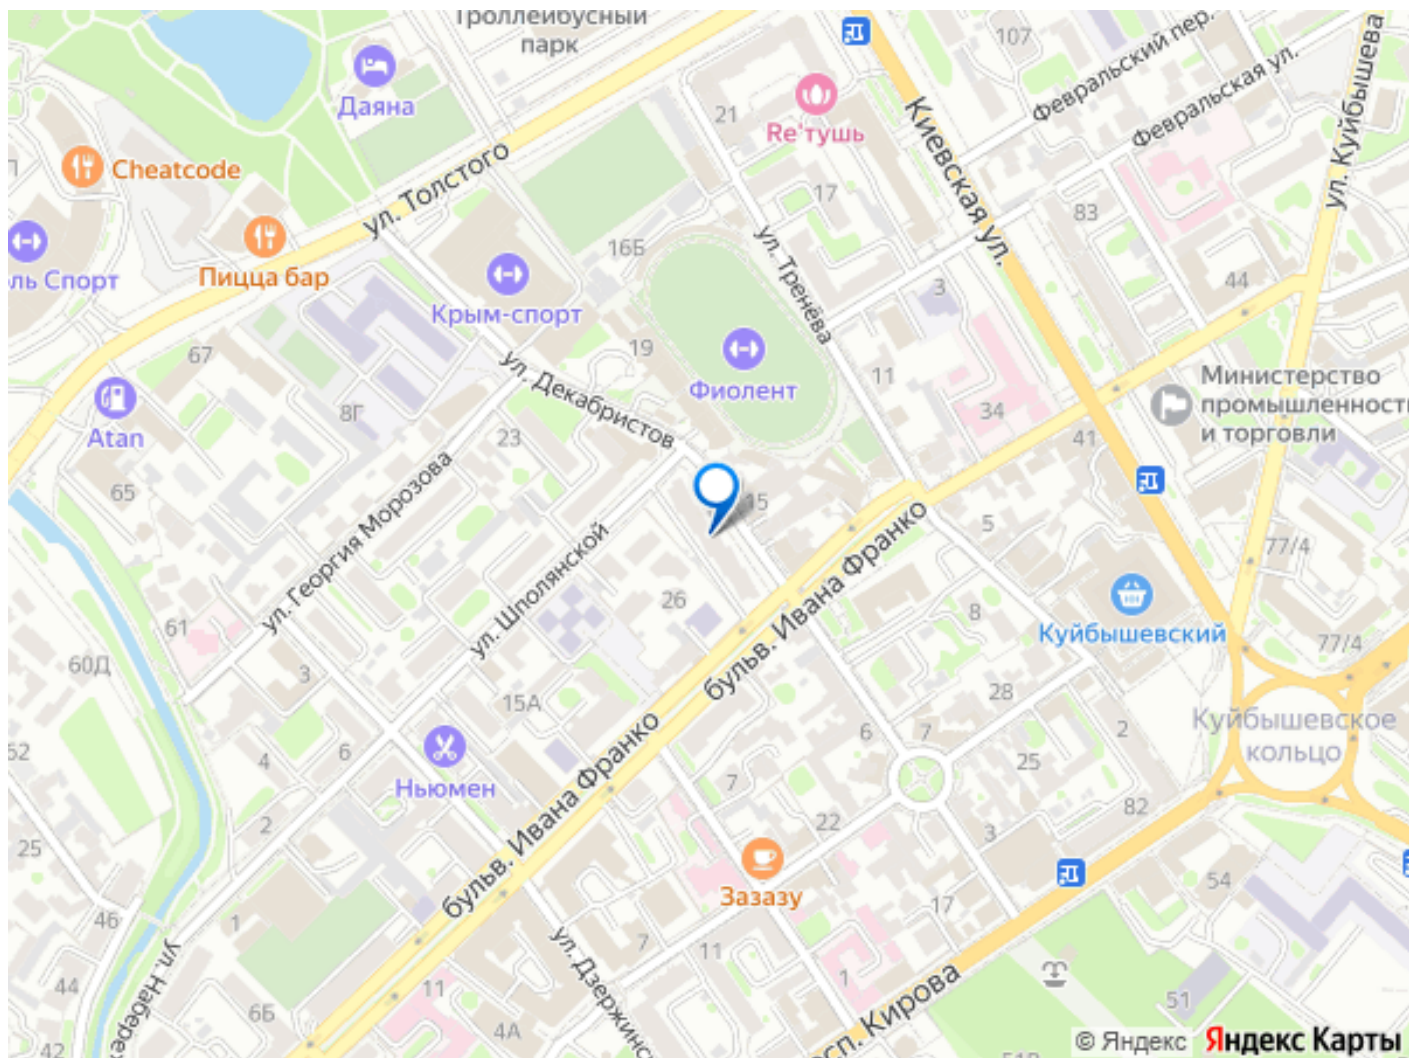 Троллейбусный
парк
107
Февральский пер.
Февральская ул.
ул. Куйбышева
Даяна
21
Re'тушь
Киевская ул.
Cheatcode
ул. Толстого
17
83
16Б
ул. Тренёва
Пицца бар
ль Спорт
Крым-спорт
3
44
19
67
Фиолент
11
Министерство
промышленност
и торговли
ул. Декабристов
8Г
34
Atan
23
41
65
ул. Георгия Морозова
15
5
ул. Шполянской
бульв. Ивана Франко
77/4
26
8
Куйбышевский
61
60Д
3
77/4
28
15А
52
6
7
2
Куйбышевское
кольцо
4
6
25
Ньюмен
7
бульв. Ивана Франко
2
22
82
3
25
Зазазу
54
17
46
1
7
11
ул. Набереж
ул. Дзержинс
44
11
1
просп. Кирова
51
6Б
4А
51В
© Яндекс Яндекс Карты